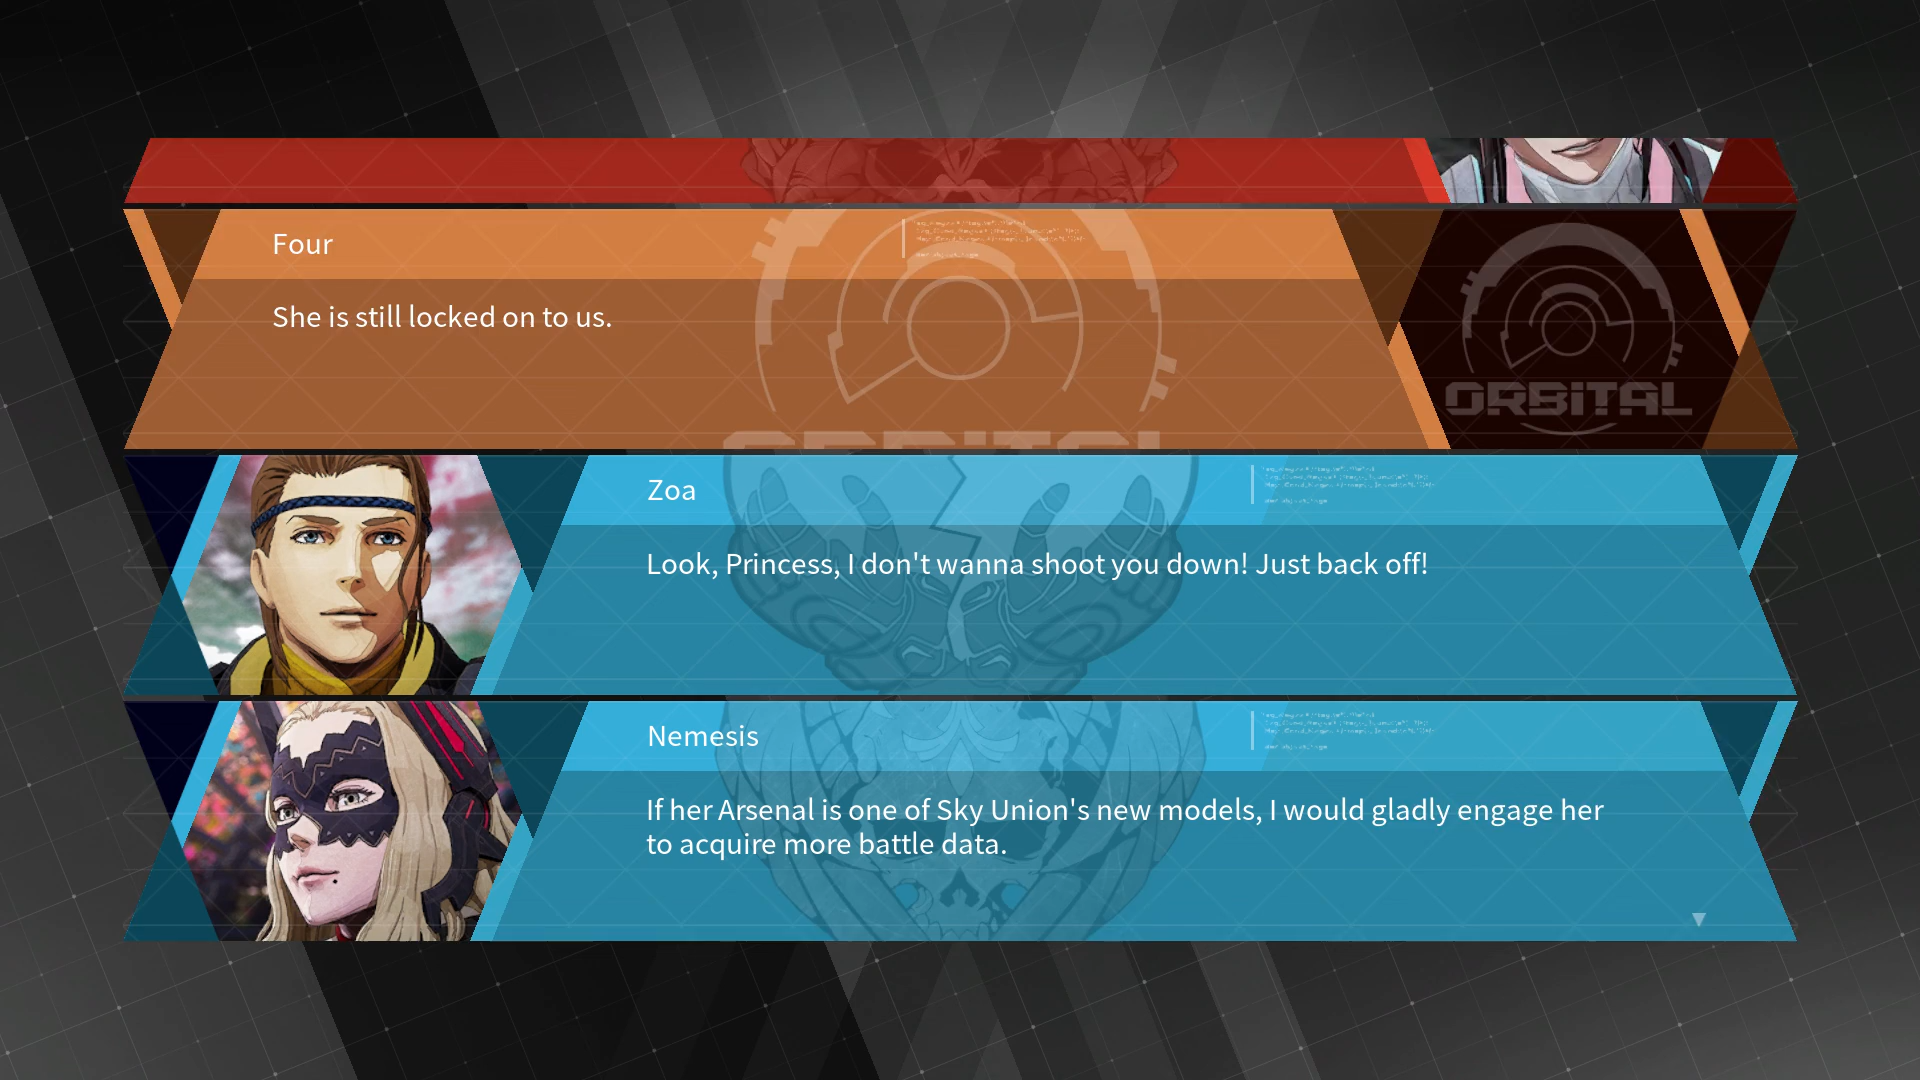 Four
She is still locked on to us.
ORBITAL
ORBITAL
Zoa
Look, Princess, I don't wanna shoot you down! Just back off!
Nemesis
If her Arsenal is one of Sky Union's new models, I would gladly engage her
to acquire more battle data.